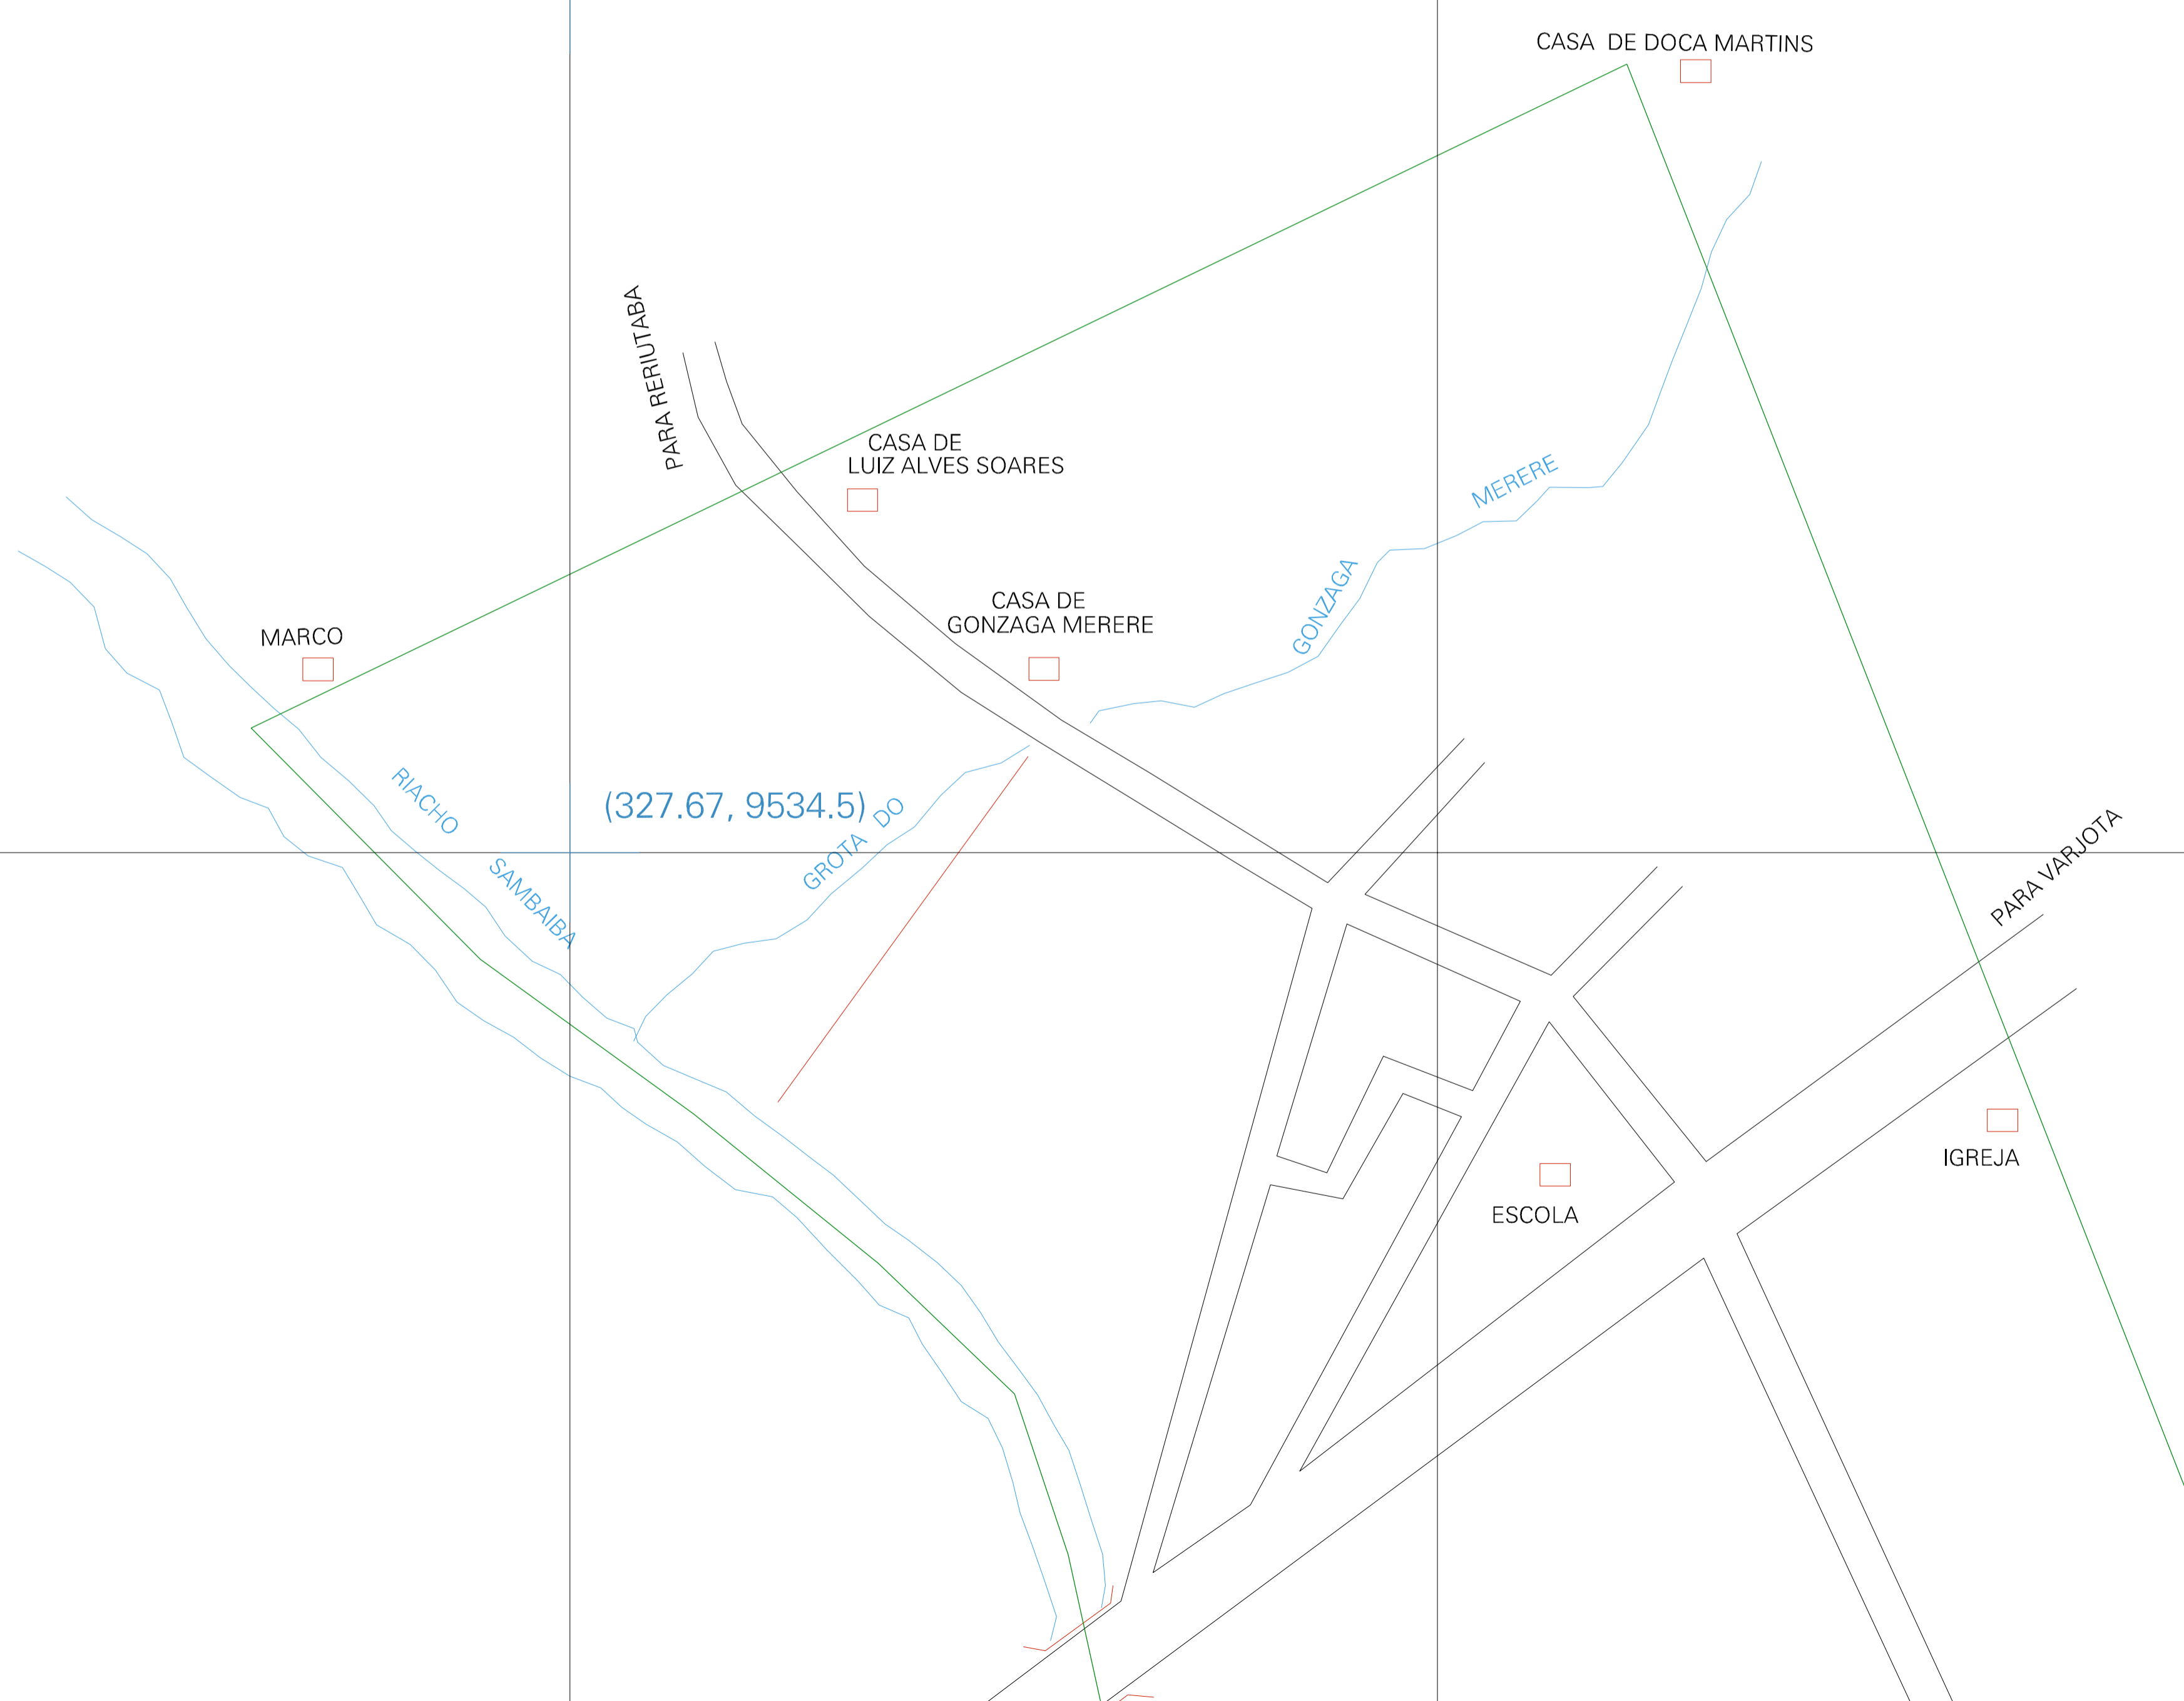 CASA DE DOCA MARTINS
PARA RERIUTABA
CASA DE
LUIZ ALVES SOARES
MERERE
GONZAGA
CASA DE
GONZAGA MERERE
MARCO
RIACHO
SAMBAIBA
(327.67, 9534.5)
GROTA DO
PARA VARJOTA
IGREJA
ESCOLA